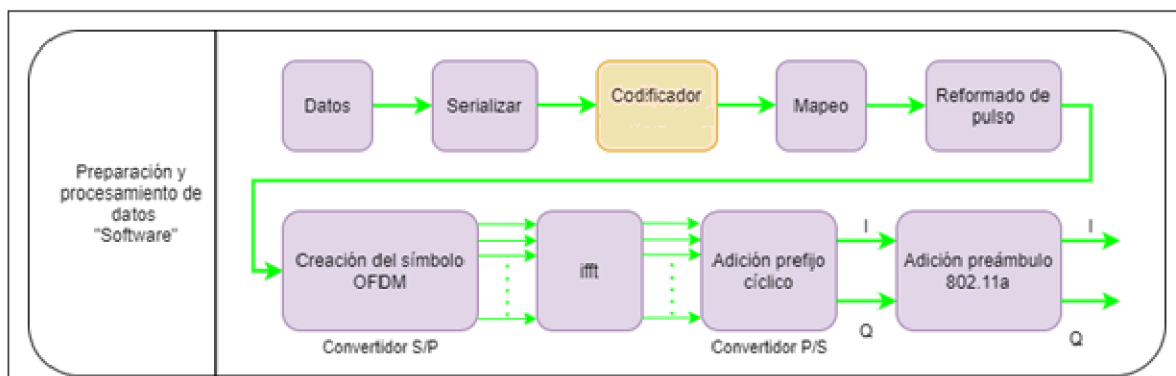 Preparación y
procesamiento de
datos
"Software"
Datos
Serializar
Codificador
Mapeo
Reformado de
pulso
Creación del símbolo
OFDM
Convertidor S/P
ifft
Adición prefijo
cíclico
Convertidor P/S
I
Q
Adición preámbulo
802.11a
I
Q